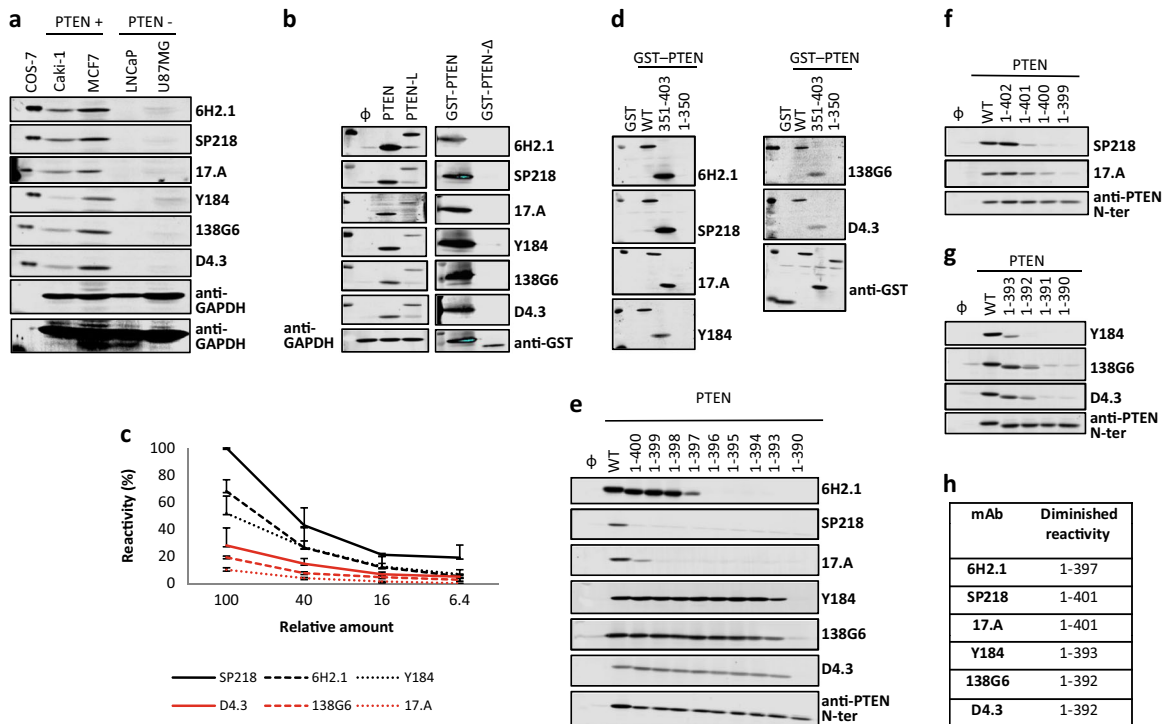 a
PTEN +
PTEN -
COS-7
Caki-1
MCF7
LNCaP
U87MG
6H2.1
SP218
17.A
Y184
138G6
D4.3
anti-
GAPDH
anti-
GAPDH
b
ϕ
PTEN
PTEN-L
GST-PTEN
GST-PTEN-Δ
6H2.1
SP218
17.A
Y184
138G6
D4.3
anti-
GAPDH
anti-GST
c
Reactivity (%)
100
80
60
40
20
0
100 40 16 6.4
Relative amount
SP218 6H2.1 Y184
D4.3 138G6 17.A
d
GST–PTEN
GST
WT
351-403
1-350
6H2.1
SP218
17.A
Y184
GST–PTEN
GST
WT
351-403
1-350
138G6
D4.3
anti-GST
e
PTEN
ϕ
WT
1-400
1-399
1-398
1-397
1-396
1-395
1-394
1-393
1-390
6H2.1
SP218
17.A
Y184
138G6
D4.3
anti-PTEN
N-ter
f
PTEN
ϕ
WT
1-402
1-401
1-400
1-399
SP218
17.A
anti-PTEN
N-ter
g
PTEN
ϕ
WT
1-393
1-392
1-391
1-390
Y184
138G6
D4.3
anti-PTEN
N-ter
h
mAb Diminished
reactivity
6H2.1 1-397
SP218 1-401
17.A 1-401
Y184 1-393
138G6 1-392
D4.3 1-392